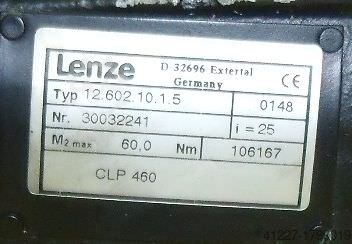 Lenze D 32696 Extertal
Germany CE
Typ 12.602.10.1.5 0148
Nr. 30032241 i = 25
M2 max 60,0 Nm 106167
CLP 460